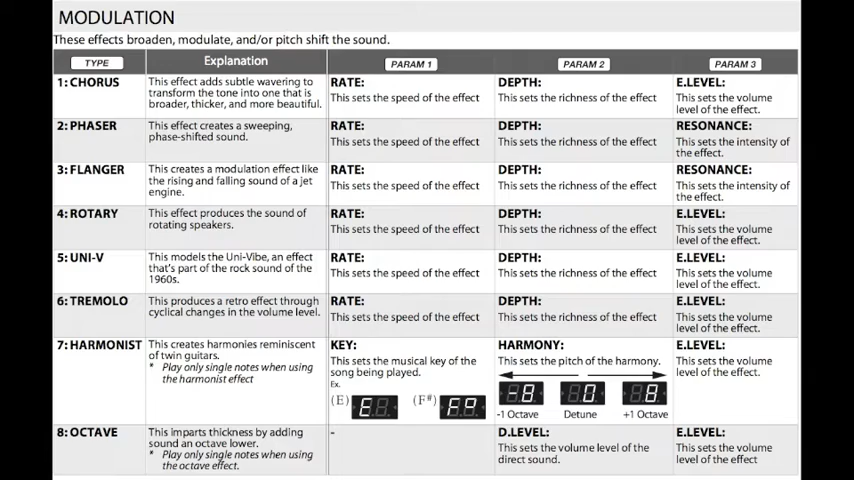 MODULATION
These effects broaden, modulate, and/or pitch shift the sound.
TYPE Explanation PARAM 1 PARAM 2 PARAM 3
1: CHORUS This effect adds subtle wavering to RATE: DEPTH: E.LEVEL:
transform the tone into one that is This sets the speed of the effect This sets the richness of the effect This sets the volume
broader, thicker, and more beautiful. level of the effect.
2: PHASER This effect creates a sweeping, RATE: DEPTH: RESONANCE:
phase-shifted sound. This sets the speed of the effect This sets the richness of the effect This sets the intensity of
the effect.
3: FLANGER This creates a modulation effect like RATE: DEPTH: RESONANCE:
the rising and falling sound of a jet This sets the speed of the effect This sets the richness of the effect This sets the intensity of
engine. the effect.
4: ROTARY This effect produces the sound of RATE: DEPTH: E.LEVEL:
rotating speakers. This sets the speed of the effect This sets the richness of the effect This sets the volume
level of the effect.
5: UNI-V This models the Uni-Vibe, an effect RATE: DEPTH: E.LEVEL:
that's part of the rock sound of the This sets the speed of the effect This sets the richness of the effect This sets the volume
1960s. level of the effect.
6: TREMOLO This produces a retro effect through RATE: DEPTH: E.LEVEL:
cyclical changes in the volume level. This sets the speed of the effect This sets the richness of the effect This sets the volume
level of the effect.
7: HARMONIST This creates harmonies reminiscent KEY: HARMONY: E.LEVEL:
of twin guitars. This sets the musical key of the This sets the pitch of the harmony. This sets the volume
* Play only single notes when using song being played. level of the effect.
the harmonist effect Ex.
(E) E (F#) F° -8 0 8
-1 Octave Detune +1 Octave
8: OCTAVE This imparts thickness by adding - D.LEVEL: E.LEVEL:
sound an octave lower. This sets the volume level of the This sets the volume
* Play only single notes when using direct sound. level of the effect
the octave effect.